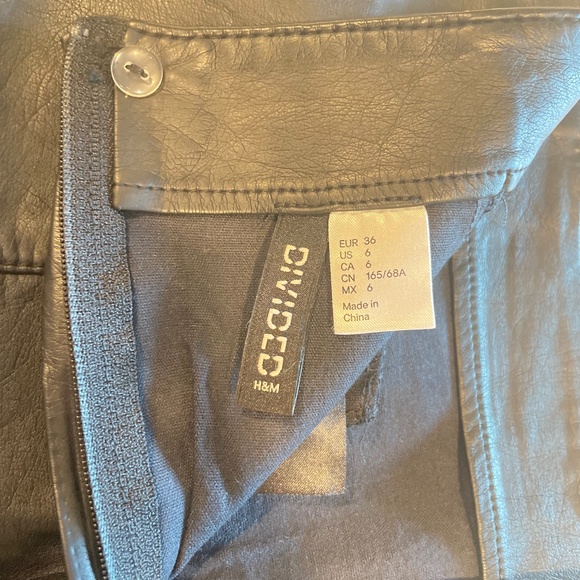 DIVIDED
H&M
EUR 36
US 6
CA 6
CN 165/68A
MX 6
Made in
China